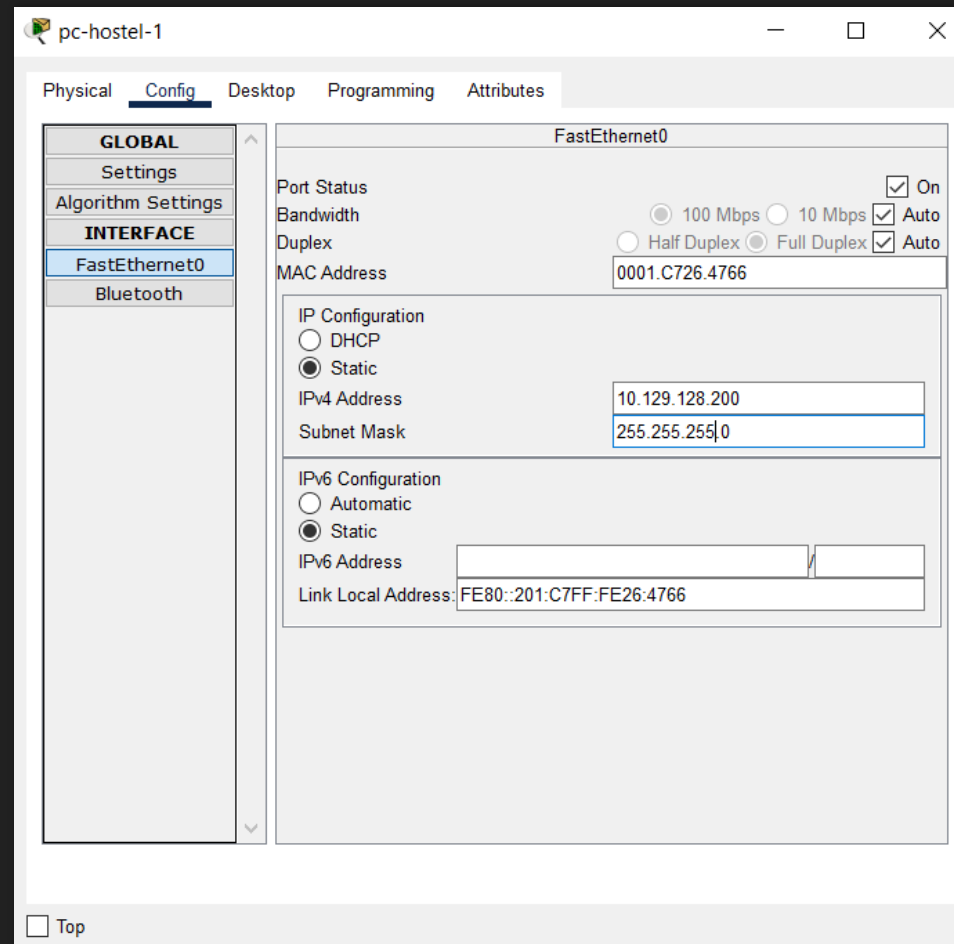 pc-hostel-1
Physical Config Desktop Programming Attributes
GLOBAL
Settings
Algorithm Settings
INTERFACE
FastEthernet0
Bluetooth
FastEthernet0
Port Status On
Bandwidth 100 Mbps 10 Mbps Auto
Duplex Half Duplex Full Duplex Auto
MAC Address 0001.C726.4766
IP Configuration
DHCP
Static
IPv4 Address 10.129.128.200
Subnet Mask 255.255.255.0
IPv6 Configuration
Automatic
Static
IPv6 Address /
Link Local Address: FE80::201:C7FF:FE26:4766
Top